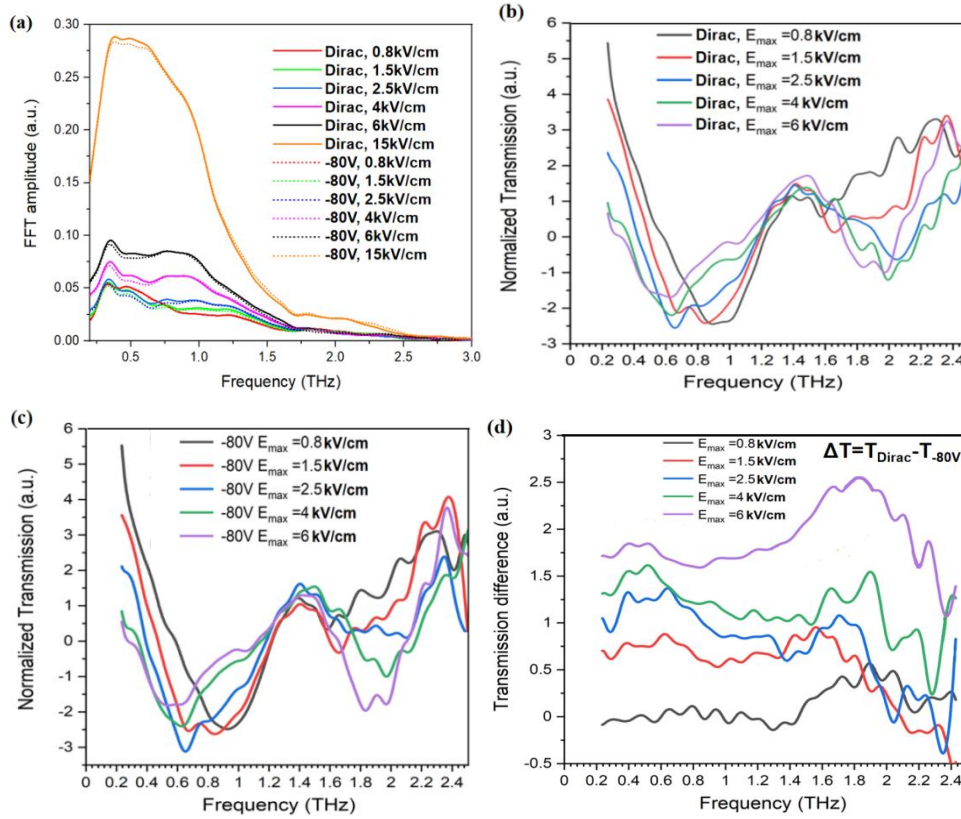 (a)
FFT amplitude (a.u.)
0.30
0.25
0.20
0.15
0.10
0.05
0.00
Dirac, 0.8kV/cm
Dirac, 1.5kV/cm
Dirac, 2.5kV/cm
Dirac, 4kV/cm
Dirac, 6kV/cm
Dirac, 15kV/cm
-80V, 0.8kV/cm
-80V, 1.5kV/cm
-80V, 2.5kV/cm
-80V, 4kV/cm
-80V, 6kV/cm
-80V, 15kV/cm
0.5 1.0 1.5 2.0 2.5 3.0
Frequency (THz)
(b)
Normalized Transmission (a.u.)
6
5
4
3
2
1
0
-1
-2
-3
Dirac, Emax =0.8kV/cm
Dirac, Emax =1.5kV/cm
Dirac, Emax =2.5kV/cm
Dirac, Emax =4 kV/cm
Dirac, Emax =6 kV/cm
0 0.2 0.4 0.6 0.8 1 1.2 1.4 1.6 1.8 2.0 2.2 2.4
Frequency (THz)
(c)
Normalized Transmission (a.u.)
6
5
4
3
2
1
0
-1
-2
-3
-80V Emax =0.8kV/cm
-80V Emax =1.5kV/cm
-80V Emax =2.5kV/cm
-80V Emax =4 kV/cm
-80V Emax =6 kV/cm
0 0.2 0.4 0.6 0.8 1 1.2 1.4 1.6 1.8 2.0 2.2 2.4
Frequency (THz)
(d)
Transmission difference (a.u.)
3
2.5
2
1.5
1
0.5
0
-0.5
Emax =0.8kV/cm
Emax =1.5kV/cm
Emax =2.5kV/cm
Emax =4 kV/cm
Emax =6 kV/cm
ΔT=TDirac-T-80V
0 0.2 0.4 0.6 0.8 1 1.2 1.4 1.6 1.8 2.0 2.2 2.4
Frequency (THz)